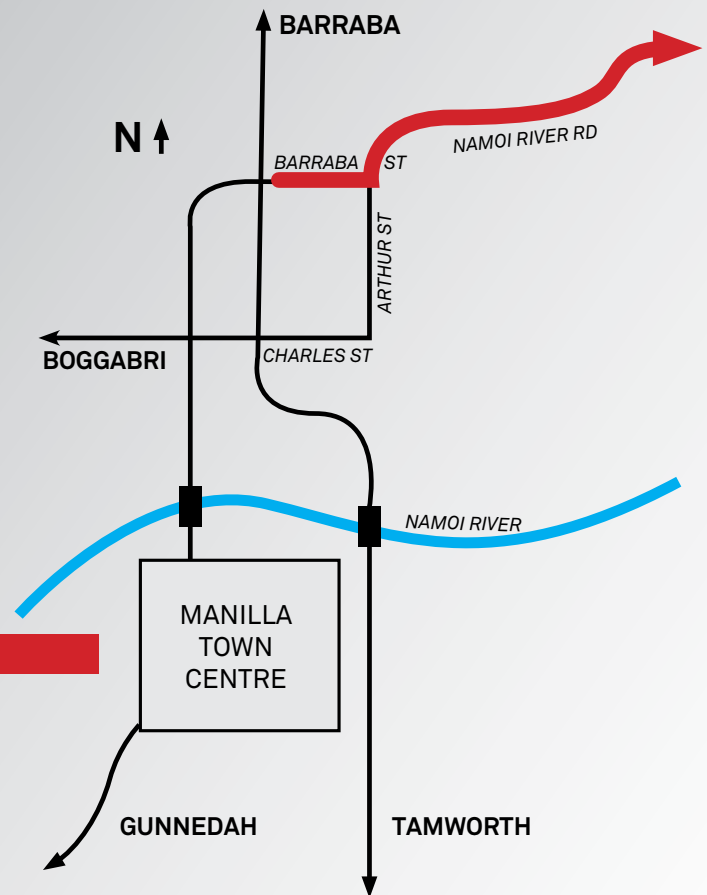 BARRABA
N
NAMOI RIVER RD
BARRABA ST
ARTHUR ST
CHARLES ST
BOGGABRI
NAMOI RIVER
MANILLA
TOWN
CENTRE
GUNNEDAH
TAMWORTH